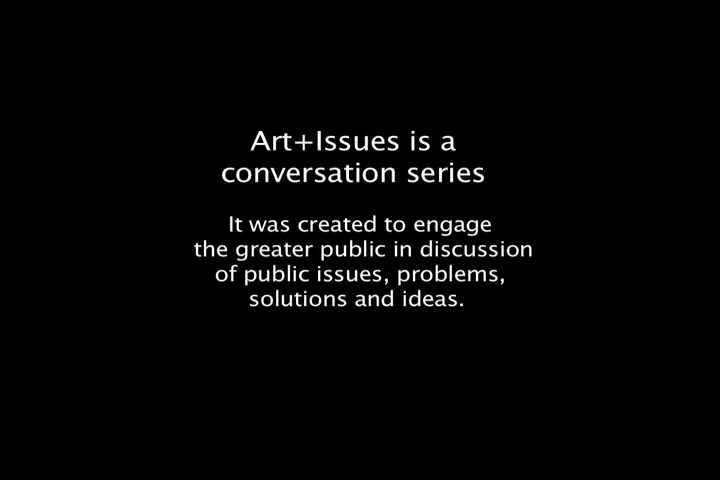 Art+Issues is a
conversation series
It was created to engage
the greater public in discussion
of public issues, problems,
solutions and ideas.